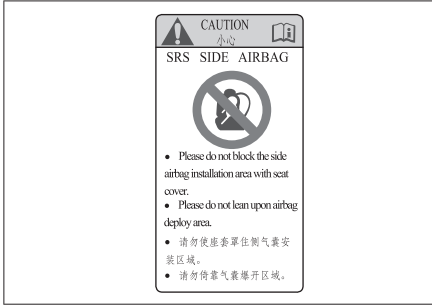 CAUTION
小心
SRS SIDE AIRBAG
• Please do not block the side
airbag installation area with seat
cover.
• Please do not lean upon airbag
deploy area.
• 请勿使座套罩住侧气囊安
装区域。
• 请勿倚靠气囊爆开区域。